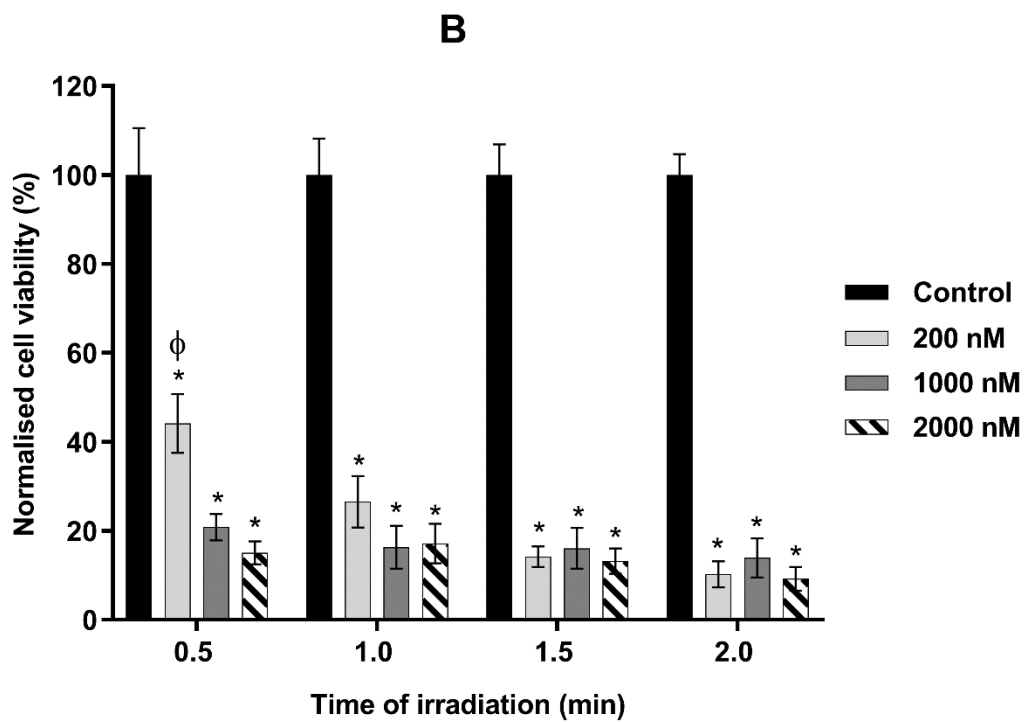 B
Normalised cell viability (%)
120
100
80
60
40
20
0
ϕ
*
* *
* * *
* * *
* * *
0.5 1.0 1.5 2.0
Time of irradiation (min)
Control
200 nM
1000 nM
2000 nM